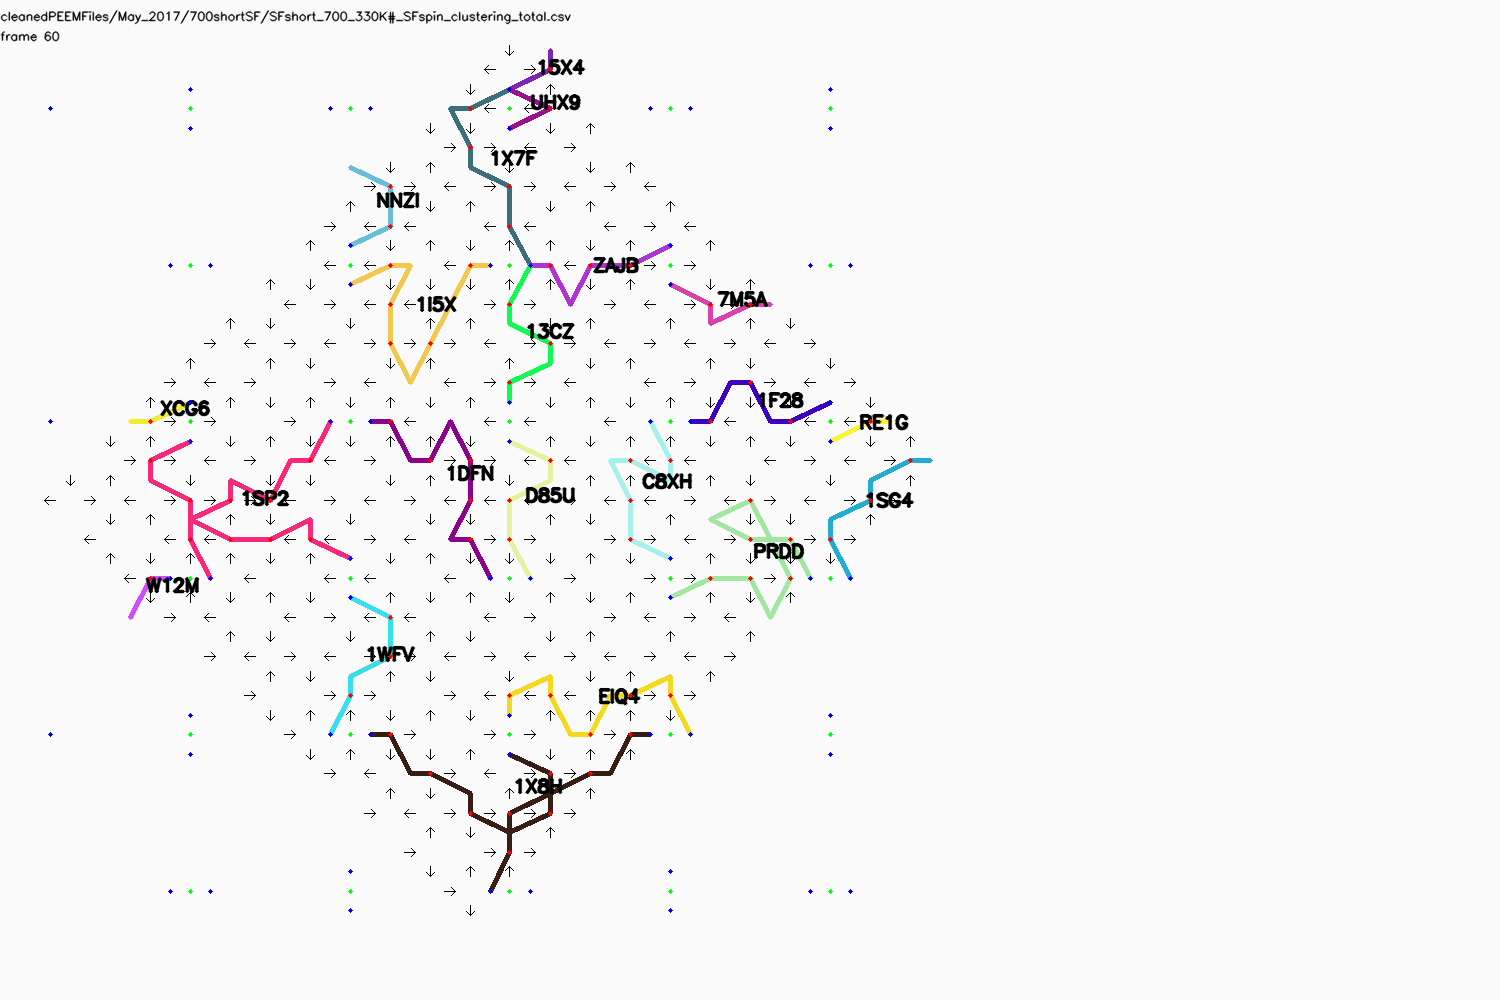 cleanedPEEMFiles/May_2017/700shortSF/SFshort_700_330K#_SFspin_clustering_total.csv
frame 60
15X4
UHX9
1X7F
NNZI
ZAJB
7M5A
1I5X
13CZ
1F28
XCG6
RE1G
1DFN
C8XH
1SP2
D85U
1SG4
PRDD
W12M
1WFV
EIQ4
1X8H